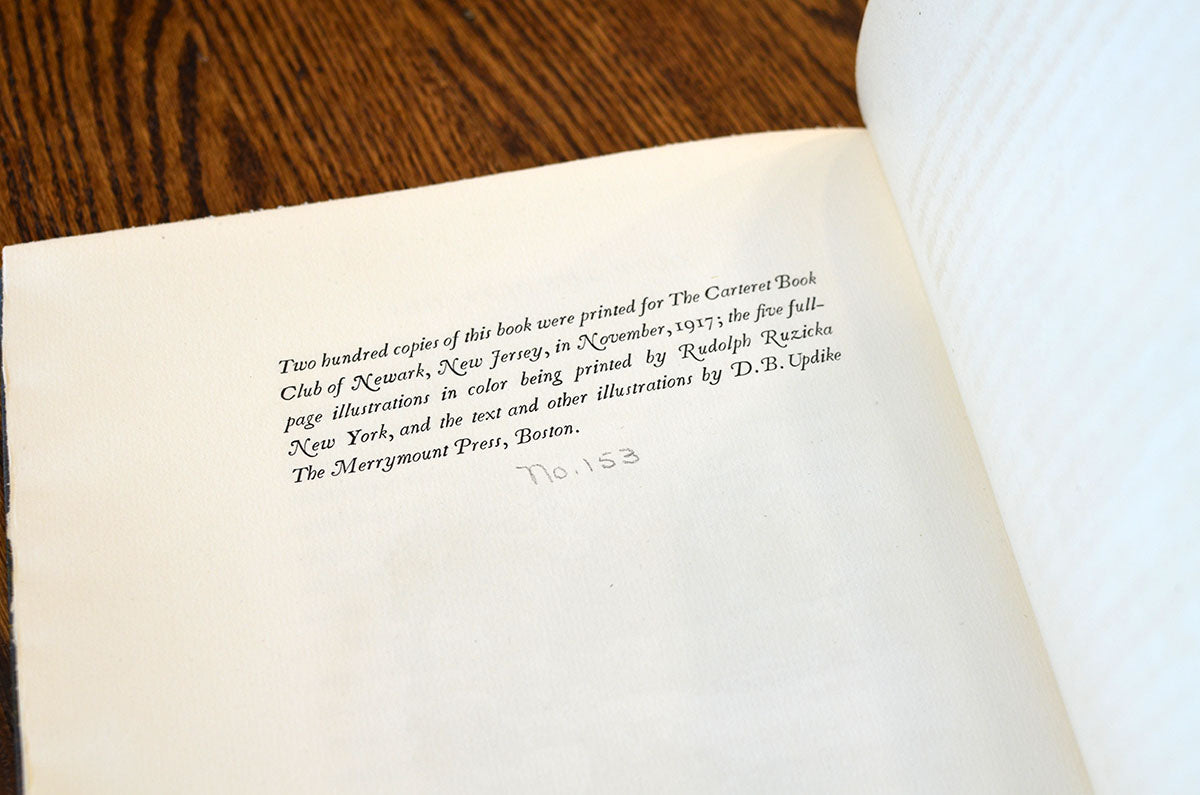 Two hundred copies of this book were printed for The Carteret Book
Club of Newark, New Jersey, in November, 1917; the five full-
page illustrations in color being printed by Rudolph Ruzicka
New York, and the text and other illustrations by D. B. Updike
The Merrymount Press, Boston.
No. 153